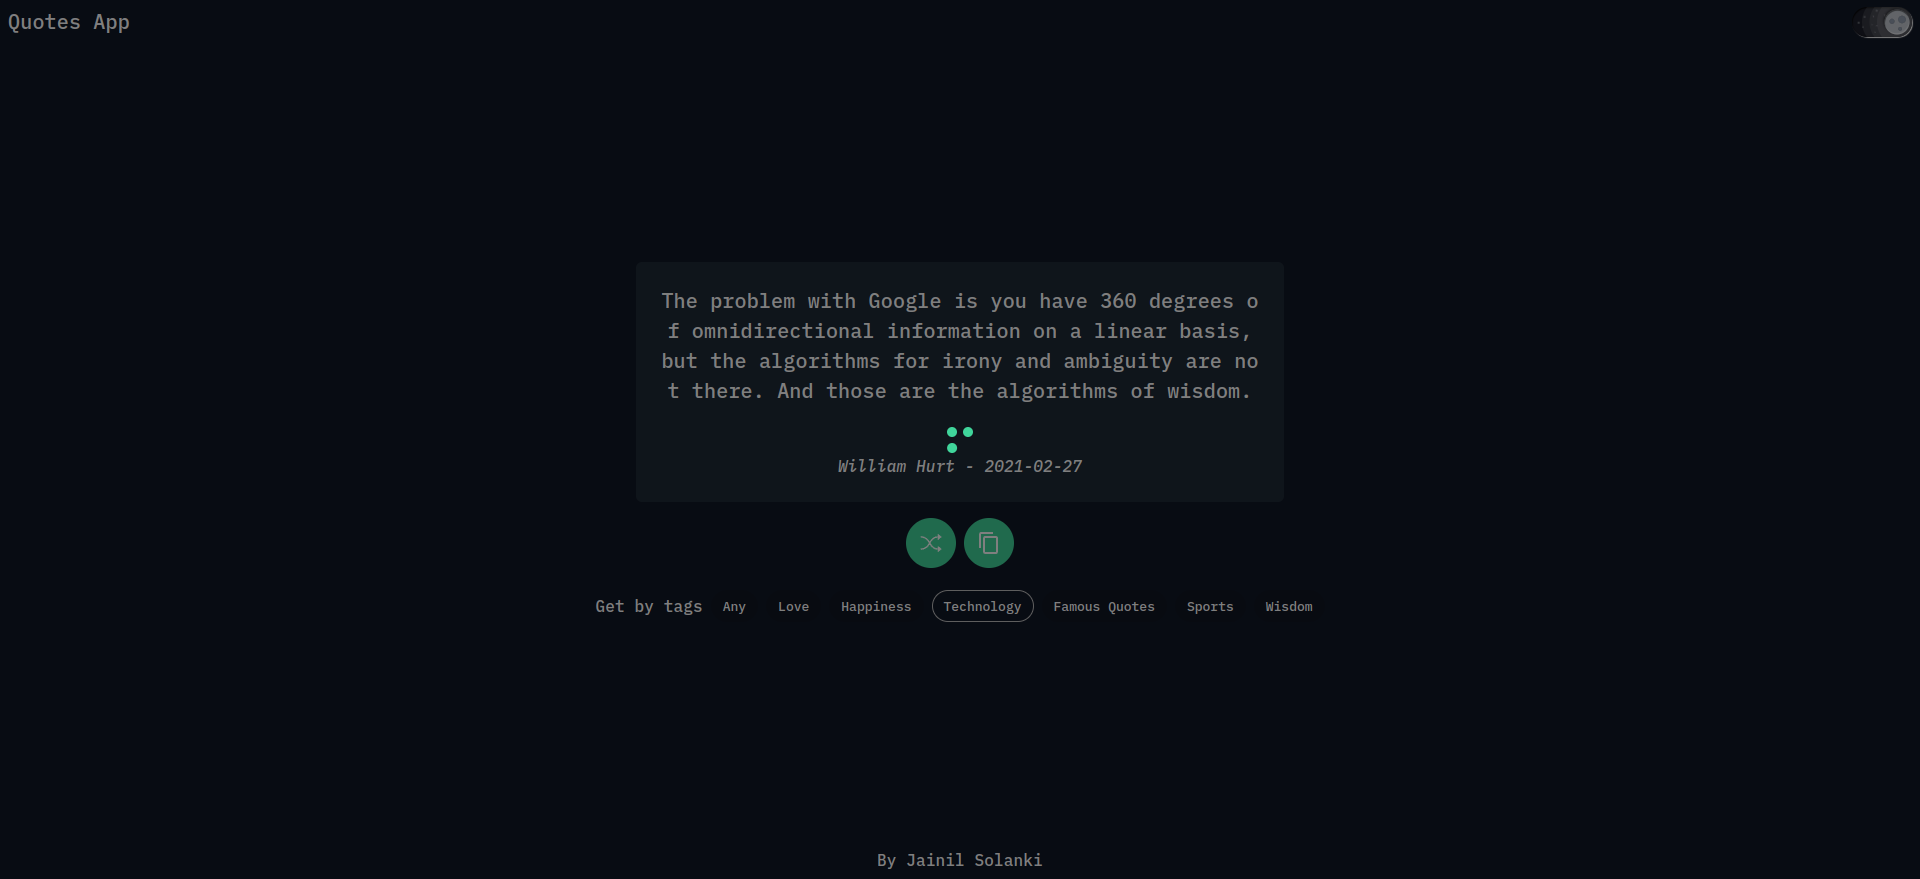 Quotes App
The problem with Google is you have 360 degrees o
f omnidirectional information on a linear basis,
but the algorithms for irony and ambiguity are no
t there. And those are the algorithms of wisdom.
William Hurt - 2021-02-27
Get by tags Any Love Happiness Technology Famous Quotes Sports Wisdom
By Jainil Solanki